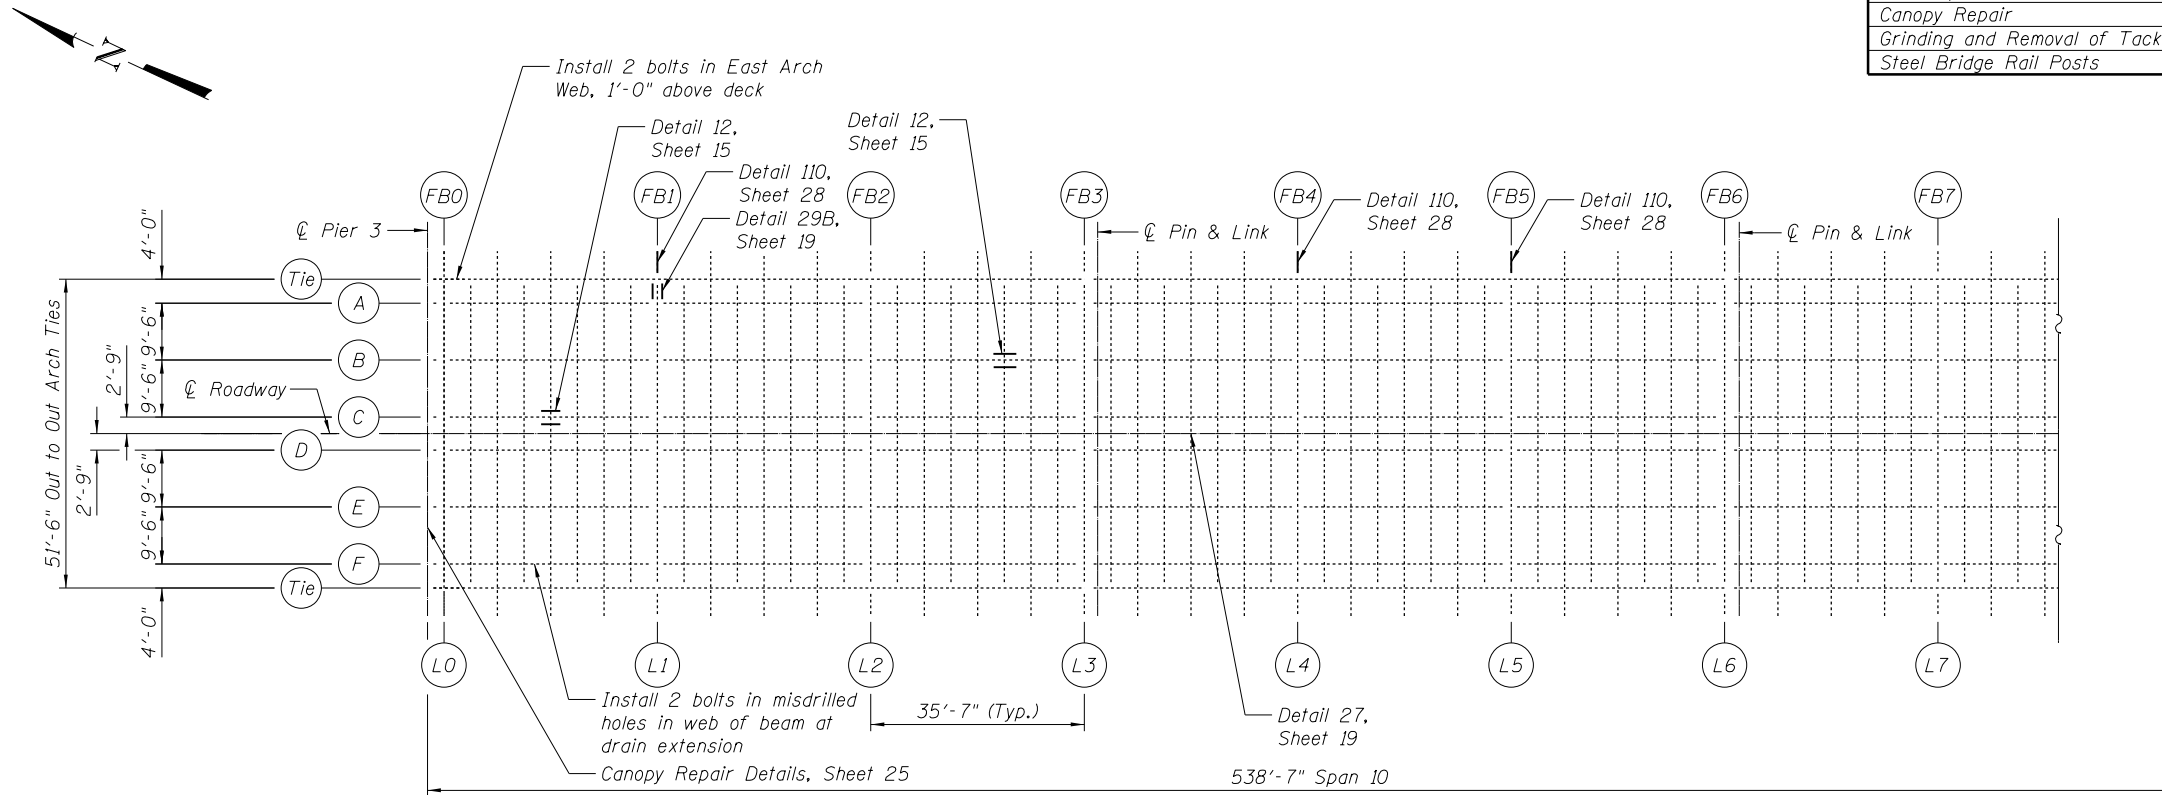 Canopy Repair
Grinding and Removal of Tack
Steel Bridge Rail Posts
N
Install 2 bolts in East Arch
Web, 1'-0" above deck
Detail 12,
Sheet 15
Detail 12,
Sheet 15
Detail 110,
Sheet 28
Detail 29B,
Sheet 19
Detail 110,
Sheet 28
Detail 110,
Sheet 28
FB0
FB1
FB2
FB3
FB4
FB5
FB6
FB7
℄ Pier 3
℄ Pin & Link
℄ Pin & Link
4'-0"
Tie
A
9'-6"
B
2'-9"
9'-6"
℄ Roadway
C
D
2'-9"
9'-6"
E
9'-6"
F
Tie
4'-0"
51'-6" Out to Out Arch Ties
L0
L1
L2
L3
L4
L5
L6
L7
Install 2 bolts in misdrilled
holes in web of beam at
drain extension
Canopy Repair Details, Sheet 25
35'-7" (Typ.)
Detail 27,
Sheet 19
538'-7" Span 10